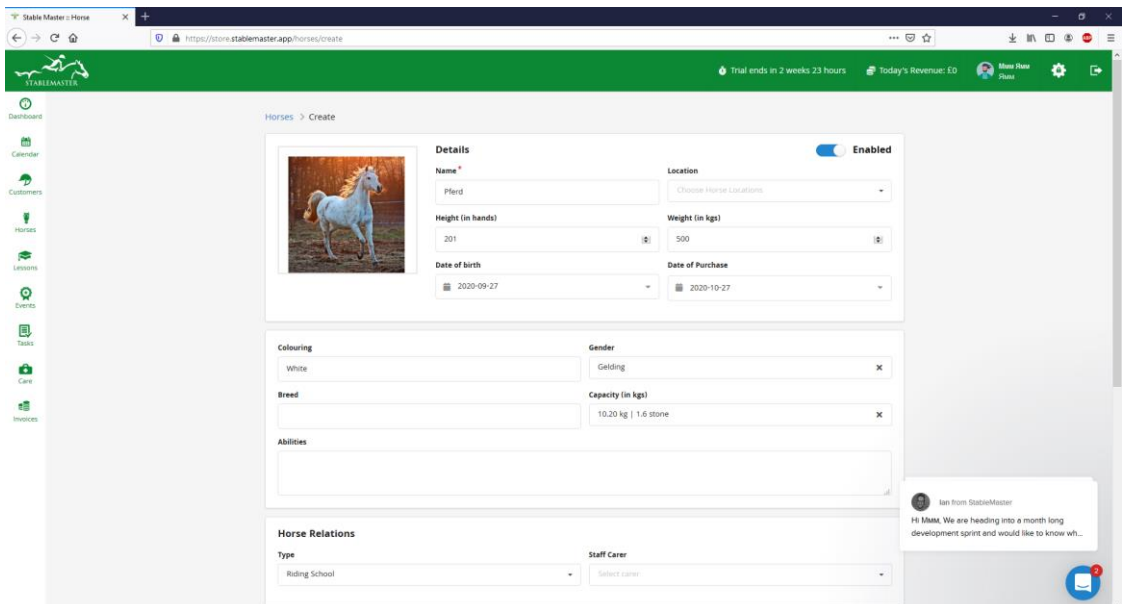 Stable Master :: Horse
https://store.stablemaster.app/horses/create
STABLEMASTER
Trial ends in 2 weeks 23 hours
Today's Revenue: £0
Dashboard
Calendar
Customers
Horses
Lessons
Events
Tasks
Care
Invoices
Horses > Create
Details
Enabled
Name *
Location
Pferd
Choose Horse Locations
Height (in hands)
Weight (in kgs)
201
500
Date of birth
Date of Purchase
2020-09-27
2020-10-27
Colouring
Gender
White
Gelding
Breed
Capacity (in kgs)
10.20 kg | 1.6 stone
Abilities
Horse Relations
Type
Staff Carer
Riding School
Select carer
Ian from StableMaster
Hi Mмм, We are heading into a month long
development sprint and would like to know wh...
2